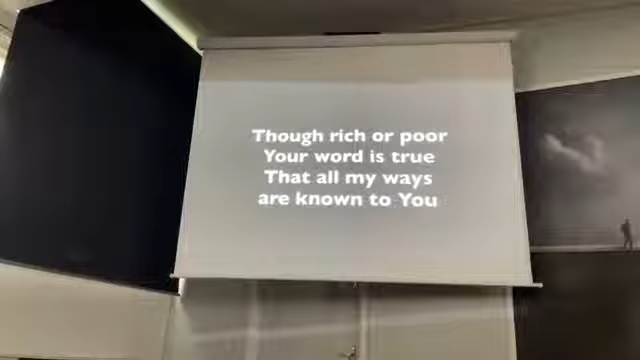 Though rich or poor
Your word is true
That all my ways
are known to You